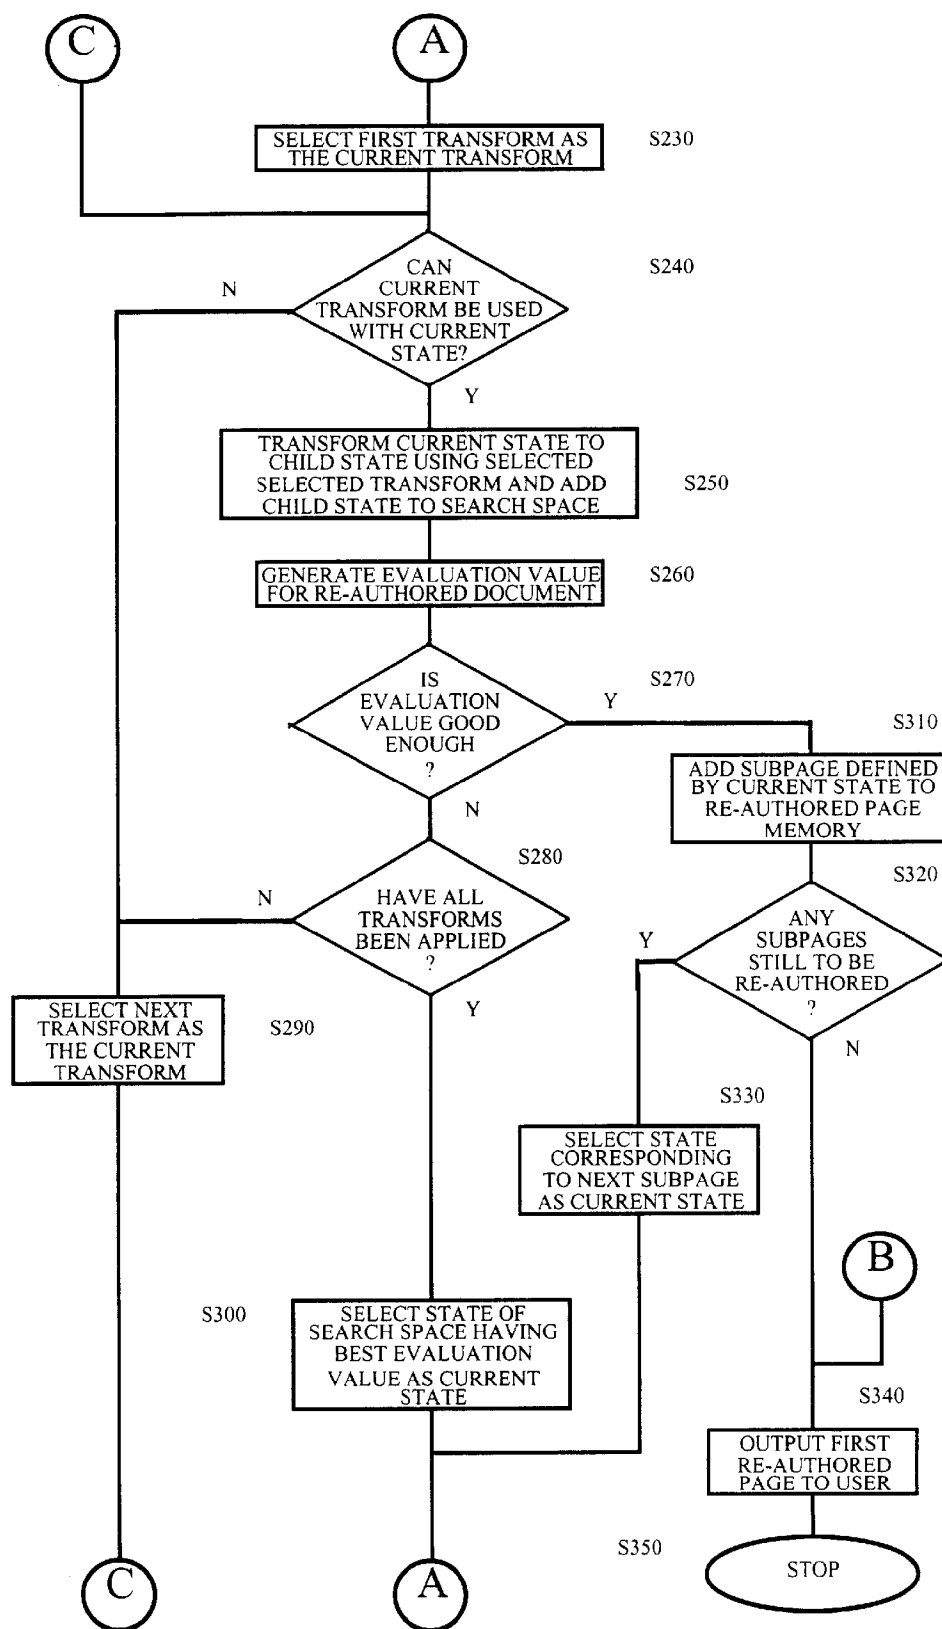 C
A
SELECT FIRST TRANSFORM AS
THE CURRENT TRANSFORM
S230
CAN
CURRENT
TRANSFORM BE USED
WITH CURRENT
STATE?
S240
N
Y
TRANSFORM CURRENT STATE TO
CHILD STATE USING SELECTED
SELECTED TRANSFORM AND ADD
CHILD STATE TO SEARCH SPACE
S250
GENERATE EVALUATION VALUE
FOR RE-AUTHORED DOCUMENT
S260
IS
EVALUATION
VALUE GOOD
ENOUGH
?
S270
Y
N
S310
ADD SUBPAGE DEFINED
BY CURRENT STATE TO
RE-AUTHORED PAGE
MEMORY
S280
HAVE ALL
TRANSFORMS
BEEN APPLIED
?
N
Y
S320
ANY
SUBPAGES
STILL TO BE
RE-AUTHORED
?
Y
N
SELECT NEXT
TRANSFORM AS
THE CURRENT
TRANSFORM
S290
S330
SELECT STATE
CORRESPONDING
TO NEXT SUBPAGE
AS CURRENT STATE
B
S300
SELECT STATE OF
SEARCH SPACE HAVING
BEST EVALUATION
VALUE AS CURRENT
STATE
S340
OUTPUT FIRST
RE-AUTHORED
PAGE TO USER
S350
STOP
C
A